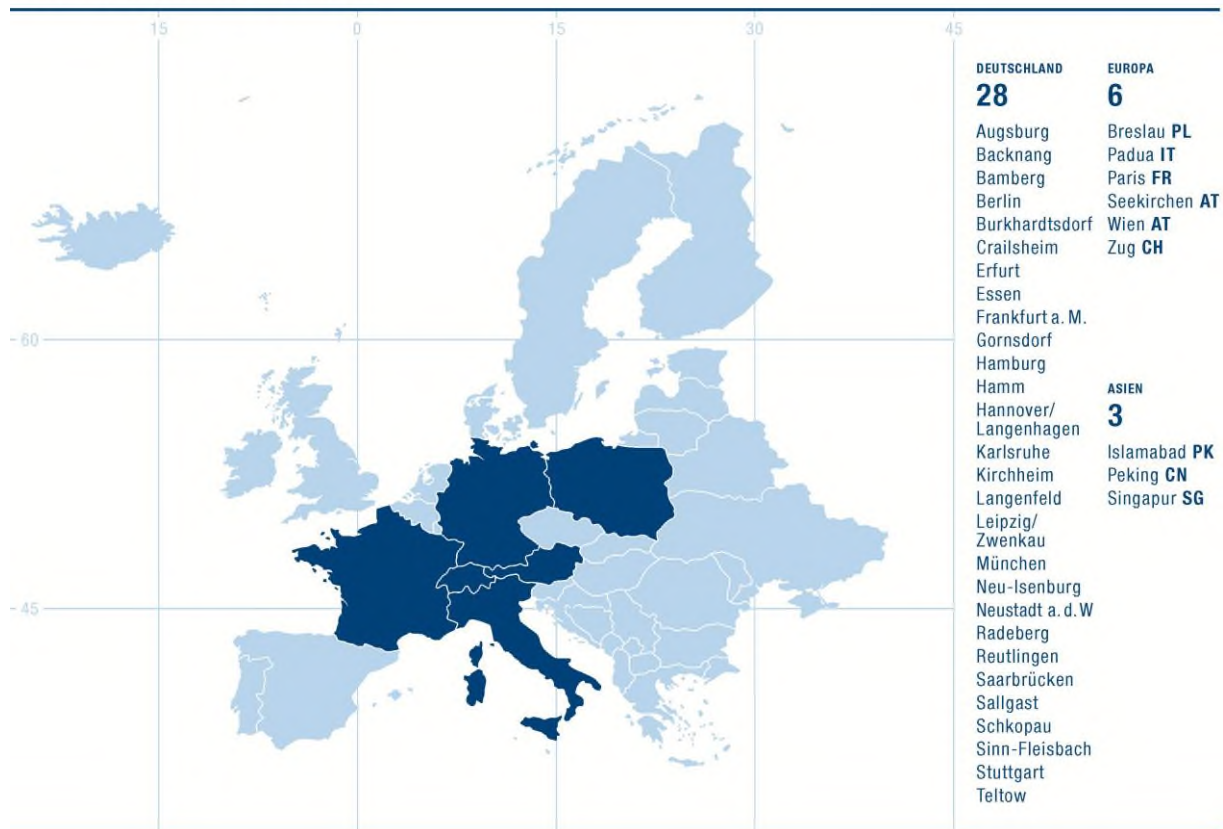 15
0
15
30
45
60
45
DEUTSCHLAND
28
Augsburg
Backnang
Bamberg
Berlin
Burkhardtsdorf
Crailsheim
Erfurt
Essen
Frankfurt a. M.
Gornsdorf
Hamburg
Hamm
Hannover/
Langenhagen
Karlsruhe
Kirchheim
Langenfeld
Leipzig/
Zwenkau
München
Neu-Isenburg
Neustadt a. d. W
Radeberg
Reutlingen
Saarbrücken
Sallgast
Schkopau
Sinn-Fleisbach
Stuttgart
Teltow
EUROPA
6
Breslau PL
Padua IT
Paris FR
Seekirchen AT
Wien AT
Zug CH
ASIEN
3
Islamabad PK
Peking CN
Singapur SG